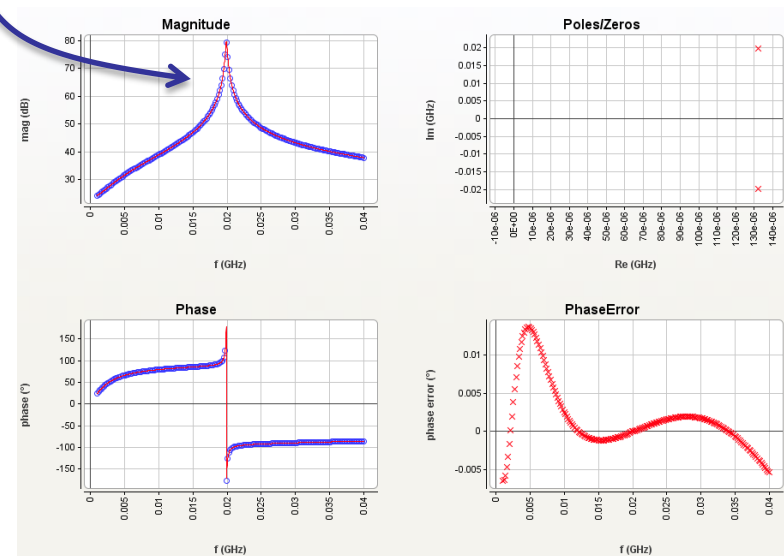 Magnitude
mag (dB)
80
70
60
50
40
30
0
0.005
0.01
0.015
0.02
0.025
0.03
0.035
0.04
f (GHz)
Poles/Zeros
Im (GHz)
0.02
0.015
0.01
0.005
0
-0.005
-0.01
-0.015
-0.02
-10e-06
0E+00
10e-06
20e-06
30e-06
40e-06
50e-06
60e-06
70e-06
80e-06
90e-06
100e-06
110e-06
120e-06
130e-06
140e-06
Re (GHz)
Phase
phase (°)
150
100
50
0
-50
-100
-150
0
0.005
0.01
0.015
0.02
0.025
0.03
0.035
0.04
f (GHz)
PhaseError
phase error (°)
0.01
0.005
0
-0.005
0
0.005
0.01
0.015
0.02
0.025
0.03
0.035
0.04
f (GHz)